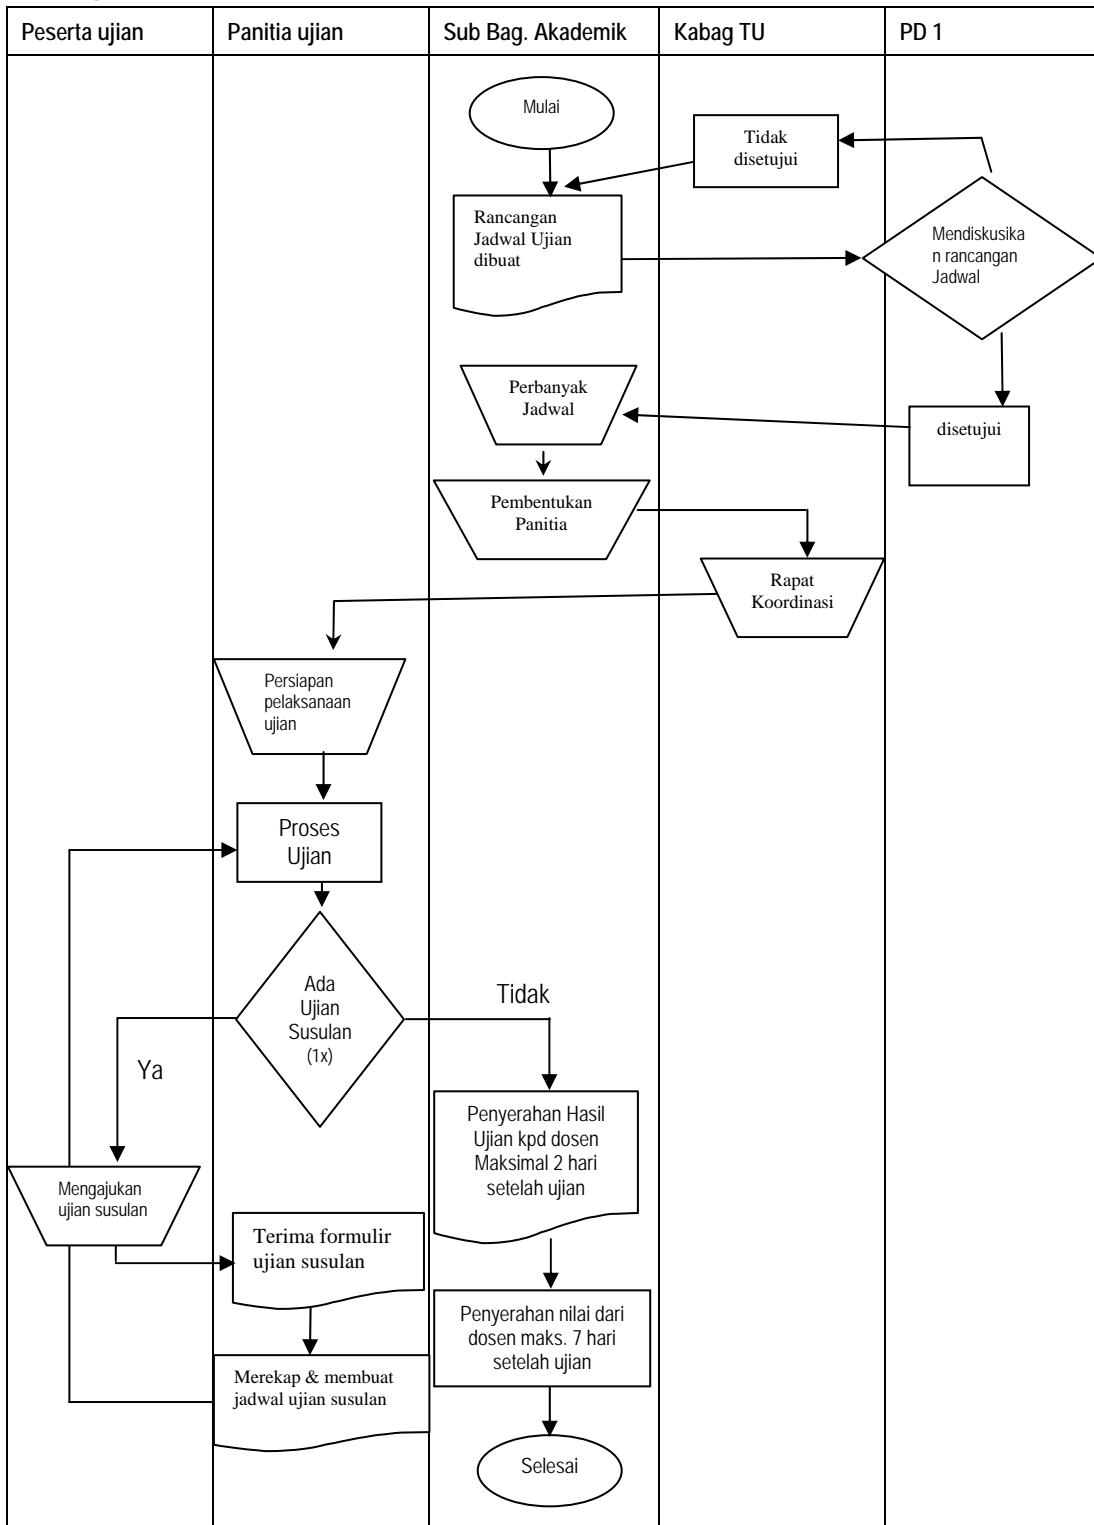 Peserta ujian
Panitia ujian
Sub Bag. Akademik
Kabag TU
PD 1
Mulai
Tidak
disetujui
Rancangan
Jadwal Ujian
dibuat
Mendiskusika
n rancangan
Jadwal
Perbanyak
Jadwal
disetujui
Pembentukan
Panitia
Rapat
Koordinasi
Persiapan
pelaksanaan
ujian
Proses
Ujian
Ada
Ujian
Susulan
(1x)
Tidak
Ya
Penyerahan Hasil
Ujian kpd dosen
Maksimal 2 hari
setelah ujian
Mengajukan
ujian susulan
Terima formulir
ujian susulan
Penyerahan nilai dari
dosen maks. 7 hari
setelah ujian
Merekap & membuat
jadwal ujian susulan
Selesai